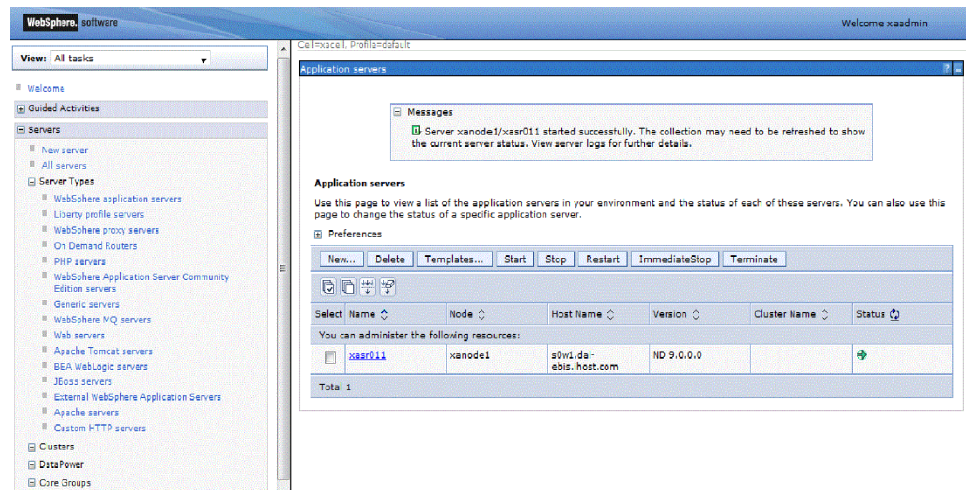 WebSphere. software
Welcome xaadmin
View: All tasks
Welcome
Guided Activities
Servers
New server
All servers
Server Types
WebSphere application servers
Liberty profile servers
WebSphere proxy servers
On Demand Routers
PHP servers
WebSphere Application Server Community
Edition servers
Generic servers
WebSphere MQ servers
Web servers
Apache Tomcat servers
BEA WebLogic servers
JBoss servers
External WebSphere Application Servers
Apache servers
Custom HTTP servers
Clusters
DataPower
Core Groups
Cell=xacell, Profile=default
Application servers
?
Messages
Server xanode1/xasr011 started successfully. The collection may need to be refreshed to show
the current server status. View server logs for further details.
Application servers
Use this page to view a list of the application servers in your environment and the status of each of these servers. You can also use this
page to change the status of a specific application server.
Preferences
New... Delete Templates... Start Stop Restart ImmediateStop Terminate
Select Name Node Host Name Version Cluster Name Status
You can administer the following resources:
xasr011 xanode1 ND 9.0.0.0
ebis.host.com
Total 1